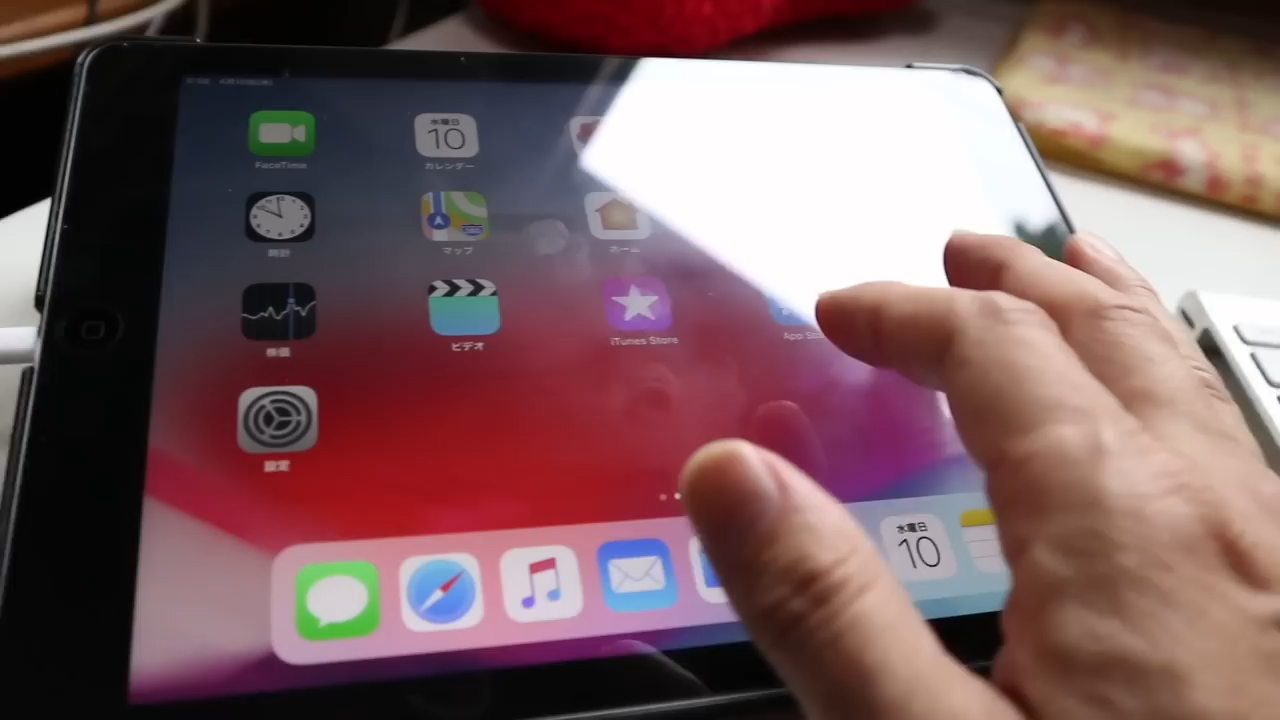 FaceTime
水曜日
10
カレンダー
時計
マップ
ホーム
株価
ビデオ
iTunes Store
App
設定
水曜日
10